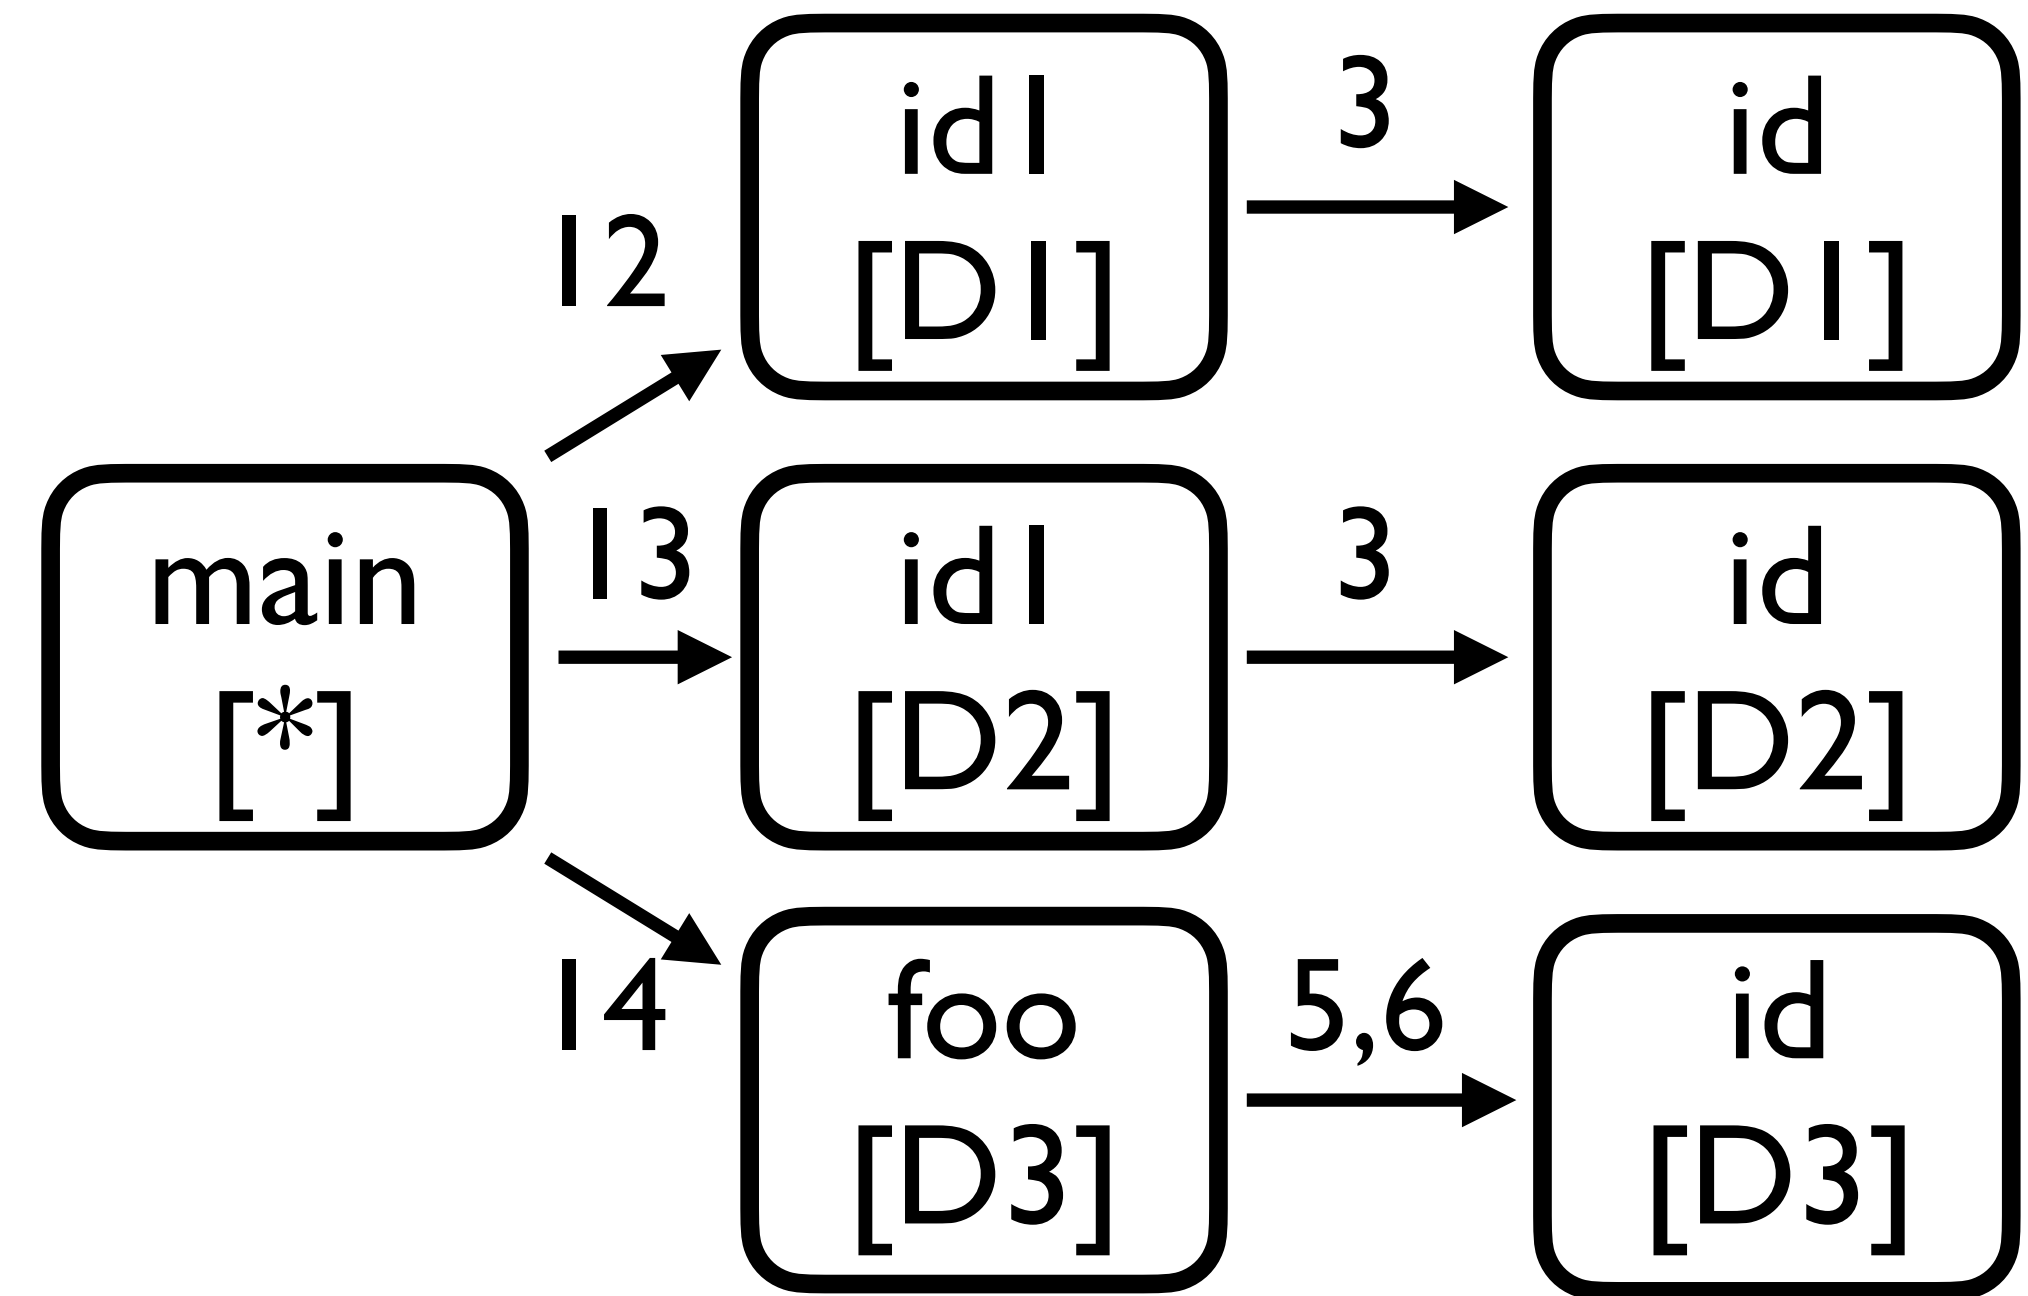 id1
[D1]
3
id
[D1]
12
main
[*]
13
id1
[D2]
3
id
[D2]
14
foo
[D3]
5,6
id
[D3]